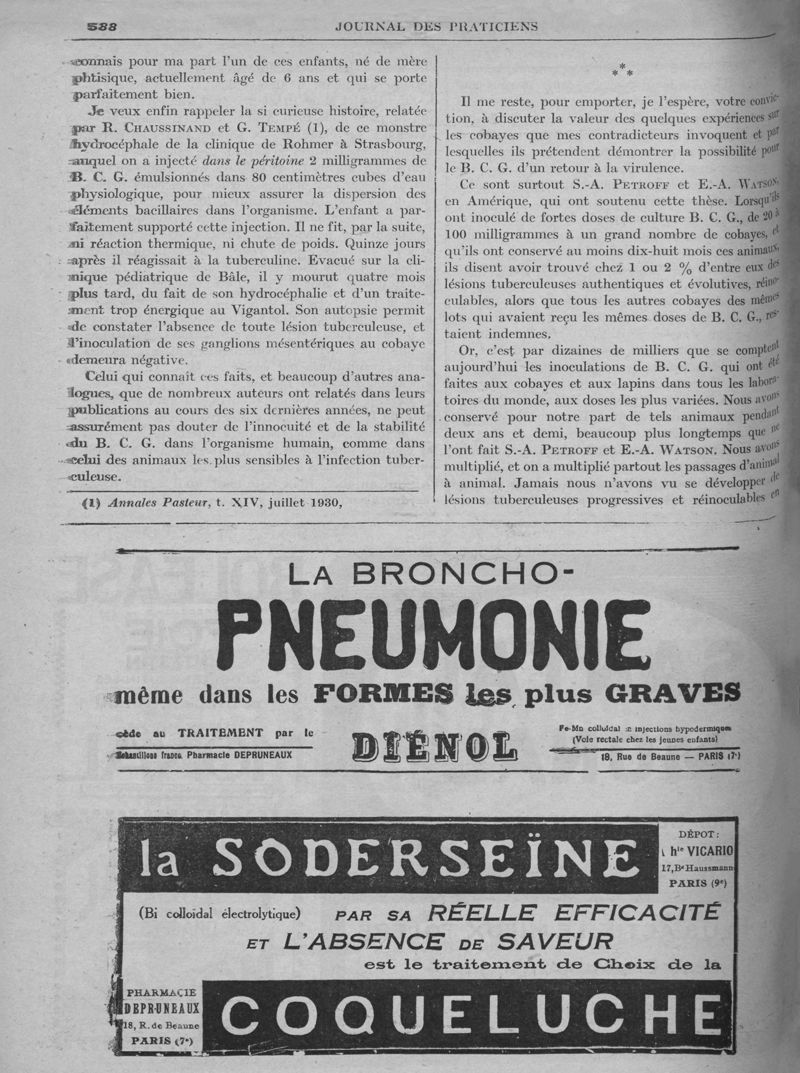 588
JOURNAL DES PRATICIENS
connais pour ma part l'un de ces enfants, né de mère
phtisique, actuellement âgé de 6 ans et qui se porte
parfaitement bien.
Je veux enfin rappeler la si curieuse histoire, relatée
par R. CHAUSSINAND et G. TEMPÉ (1), de ce monstre
hydrocéphale de la clinique de Rohmer à Strasbourg,
auquel on a injecté dans le péritoine 2 milligrammes de
B. C. G. émulsionnés dans 80 centimètres cubes d'eau
physiologique, pour mieux assurer la dispersion des
éléments bacillaires dans l'organisme. L'enfant a par-
faitement supporté cette injection. Il ne fit, par la suite,
ni réaction thermique, ni chute de poids. Quinze jours
après il réagissait à la tuberculine. Evacué sur la cli-
nique pédiatrique de Bâle, il y mourut quatre mois
plus tard, du fait de son hydrocéphalie et d'un traite-
ment trop énergique au Vigantol. Son autopsie permit
de constater l'absence de toute lésion tuberculeuse, et
l'inoculation de ses ganglions mésentériques au cobaye
demeura négative.
Celui qui connaît ces faits, et beaucoup d'autres ana-
logues, que de nombreux auteurs ont relatés dans leurs
publications au cours des six dernières années, ne peut
assurément pas douter de l'innocuité et de la stabilité
du B. C. G. dans l'organisme humain, comme dans
celui des animaux les plus sensibles à l'infection tuber-
culeuse.
(1) Annales Pasteur, t. XIV, juillet 1930,
*
* *
Il me reste, pour emporter, je l'espère, votre convic-
tion, à discuter la valeur des quelques expériences sur
les cobayes que mes contradicteurs invoquent et par
lesquelles ils prétendent démontrer la possibilité pour
le B. C. G. d'un retour à la virulence.
Ce sont surtout S.-A. PETROFF et E.-A. WATSON,
en Amérique, qui ont soutenu cette thèse. Lorsqu'ils
ont inoculé de fortes doses de culture B. C. G., de 20 à
100 milligrammes à un grand nombre de cobayes, et
qu'ils ont conservé au moins dix-huit mois ces animaux,
ils disent avoir trouvé chez 1 ou 2 % d'entre eux des
lésions tuberculeuses authentiques et évolutives, réino-
culables, alors que tous les autres cobayes des mêmes
lots qui avaient reçu les mêmes doses de B. C. G., res-
taient indemnes.
Or, c'est par dizaines de milliers que se comptent
aujourd'hui les inoculations de B. C. G. qui ont été
faites aux cobayes et aux lapins dans tous les labora-
toires du monde, aux doses les plus variées. Nous avons
conservé pour notre part de tels animaux pendant
deux ans et demi, beaucoup plus longtemps que ne
l'ont fait S.-A. PETROFF et E.-A. WATSON. Nous avons
multiplié, et on a multiplié partout les passages d'animal
à animal. Jamais nous n'avons vu se développer de
lésions tuberculeuses progressives et réinoculables en
LA BRONCHO-
PNEUMONIE
même dans les FORMES les plus GRAVES
cède au TRAITEMENT par le
Echantillons franco Pharmacie DEPRUNEAUX
DIÉNOL
Fe-Mn colloïdal en injections hypodermiques
(Voie rectale chez les jeunes enfants)
18, Rue de Beaune — PARIS (7e)
la SODERSEÏNE
DÉPOT:
hie VICARIO
17, Bd Haussmann
PARIS (9e)
(Bi colloïdal électrolytique) PAR SA RÉELLE EFFICACITÉ
ET L'ABSENCE DE SAVEUR
est le traitement de Choix de la
PHARMACIE
DEPRUNEAUX
18, R. de Beaune
PARIS (7e)
COQUELUCHE